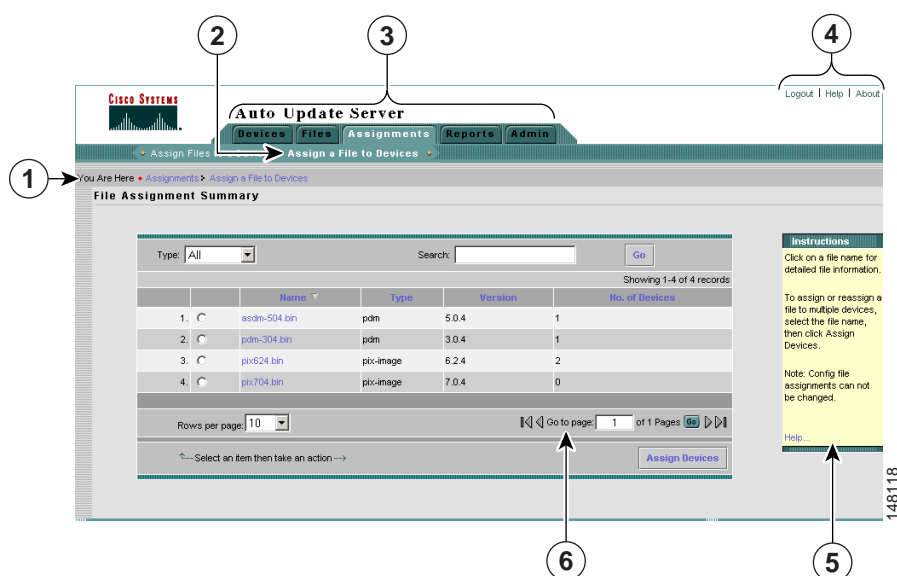 2
3
4
Logout | Help | About
CISCO SYSTEMS
Auto Update Server
Devices Files Assignments Reports Admin
Assign Files Assign a File to Devices
1
You Are Here • Assignments > Assign a File to Devices
File Assignment Summary
Type: All Search: Go
Showing 1-4 of 4 records
Name Type Version No. of Devices
1. asdm-504.bin pdm 5.0.4 1
2. pdm-304.bin pdm 3.0.4 1
3. pix624.bin pix-image 6.2.4 2
4. pix704.bin pix-image 7.0.4 0
Rows per page: 10 Go to page: 1 of 1 Pages Go
Select an item then take an action --> Assign Devices
Instructions
Click on a file name for
detailed file information.
To assign or reassign a
file to multiple devices,
select the file name,
then click Assign
Devices.
Note: Config file
assignments can not
be changed.
Help...
148118
6
5